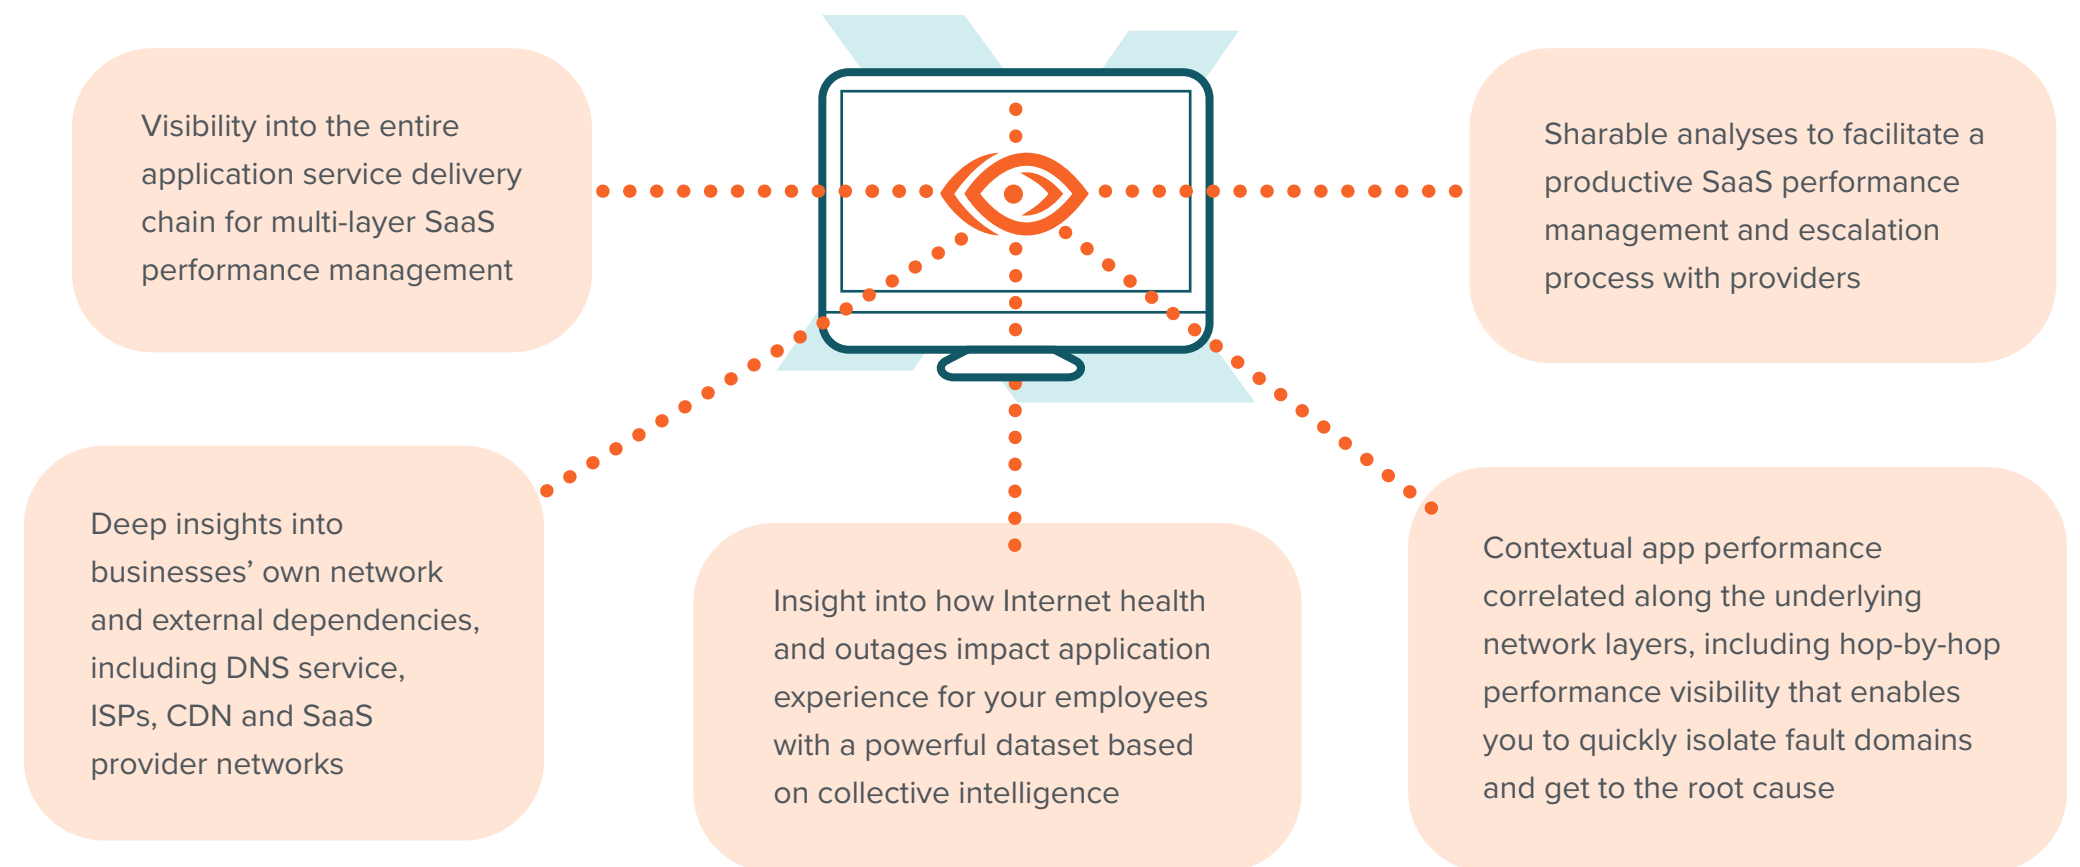 Visibility into the entire
application service delivery
chain for multi-layer SaaS
performance management
Sharable analyses to facilitate a
productive SaaS performance
management and escalation
process with providers
Deep insights into
businesses’ own network
and external dependencies,
including DNS service,
ISPs, CDN and SaaS
provider networks
Insight into how Internet health
and outages impact application
experience for your employees
with a powerful dataset based
on collective intelligence
Contextual app performance
correlated along the underlying
network layers, including hop-by-hop
performance visibility that enables
you to quickly isolate fault domains
and get to the root cause